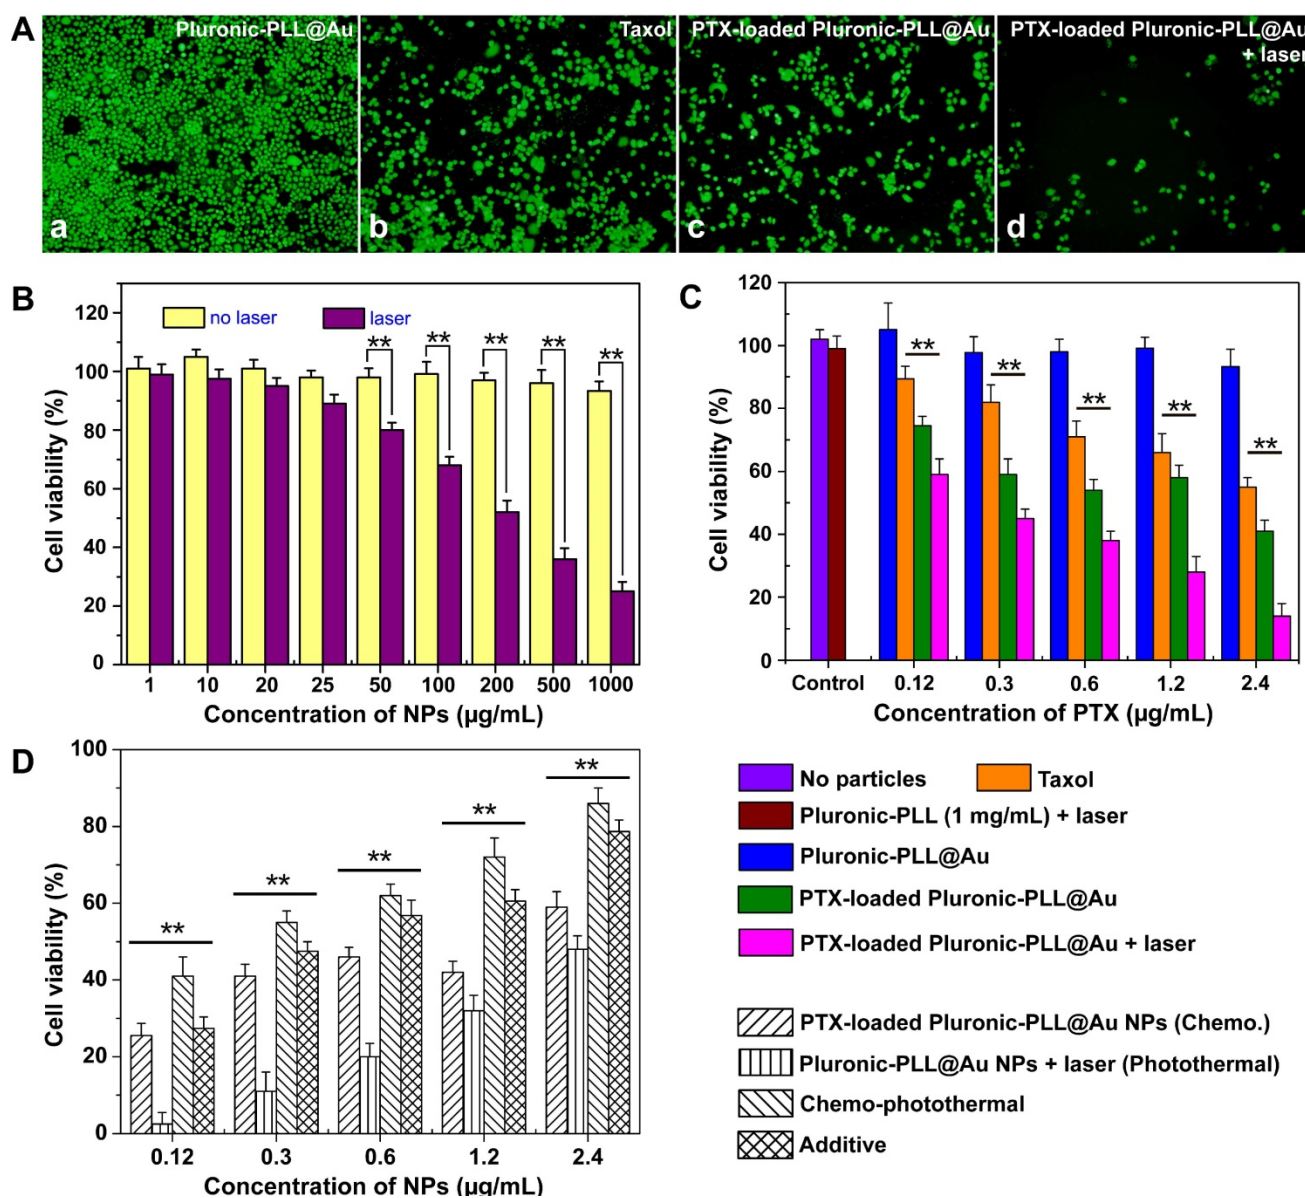 A
Pluronic-PLL@Au
Taxol
PTX-loaded Pluronic-PLL@Au
PTX-loaded Pluronic-PLL@Au
+ laser
a
b
c
d
B
120
100
80
60
40
20
0
Cell viability (%)
no laser
laser
** ** ** ** **
1 10 20 25 50 100 200 500 1000
Concentration of NPs (µg/mL)
C
120
100
80
60
40
20
0
Cell viability (%)
** ** ** ** **
Control 0.12 0.3 0.6 1.2 2.4
Concentration of PTX (µg/mL)
D
100
80
60
40
20
0
Cell viability (%)
** ** ** ** **
0.12 0.3 0.6 1.2 2.4
Concentration of NPs (µg/mL)
No particles
Taxol
Pluronic-PLL (1 mg/mL) + laser
Pluronic-PLL@Au
PTX-loaded Pluronic-PLL@Au
PTX-loaded Pluronic-PLL@Au + laser
PTX-loaded Pluronic-PLL@Au NPs (Chemo.)
Pluronic-PLL@Au NPs + laser (Photothermal)
Chemo-photothermal
Additive